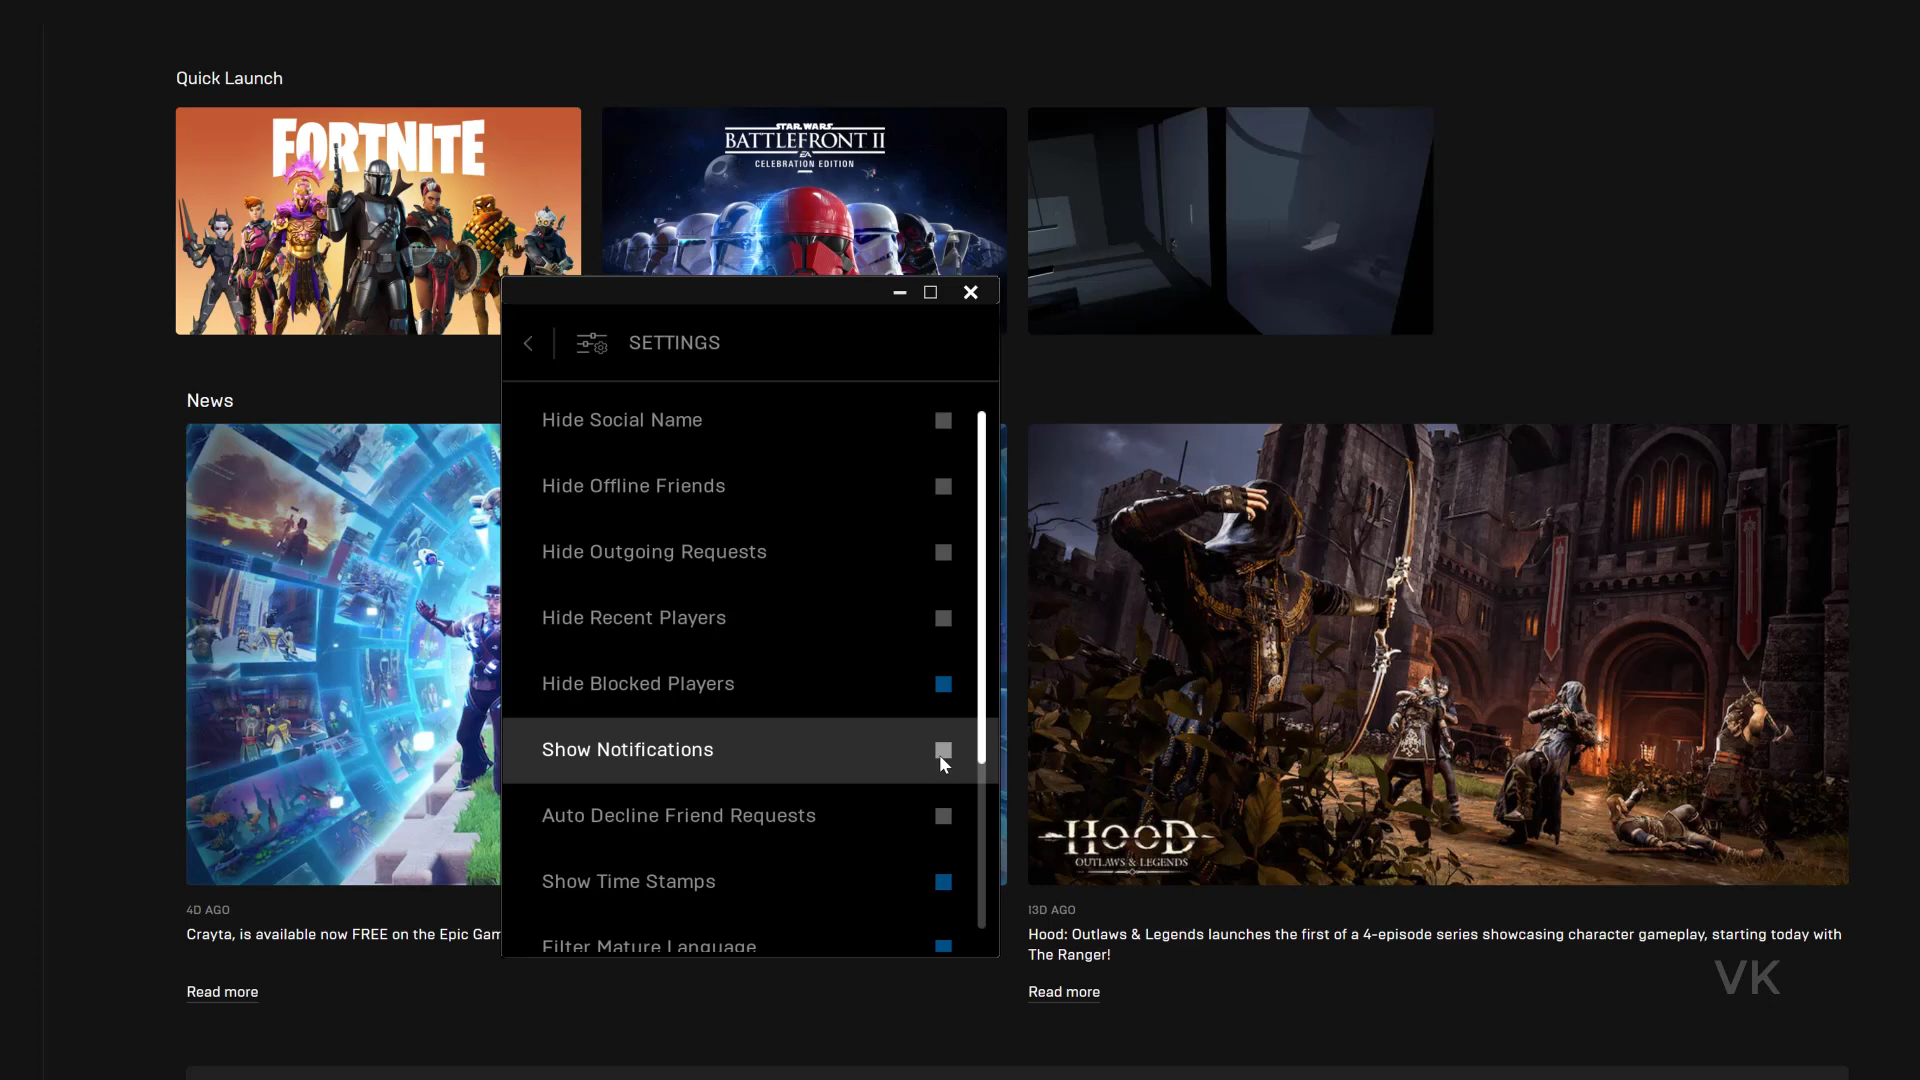 Quick Launch
FORTNITE
STAR WARS
BATTLEFRONT II
EA
CELEBRATION EDITION
SETTINGS
Hide Social Name
Hide Offline Friends
Hide Outgoing Requests
Hide Recent Players
Hide Blocked Players
Show Notifications
Auto Decline Friend Requests
Show Time Stamps
Filter Mature Language
News
HOOD
OUTLAWS & LEGENDS
4D AGO
Crayta, is available now FREE on the Epic Gam
Read more
13D AGO
Hood: Outlaws & Legends launches the first of a 4-episode series showcasing character gameplay, starting today with
The Ranger!
Read more
VK